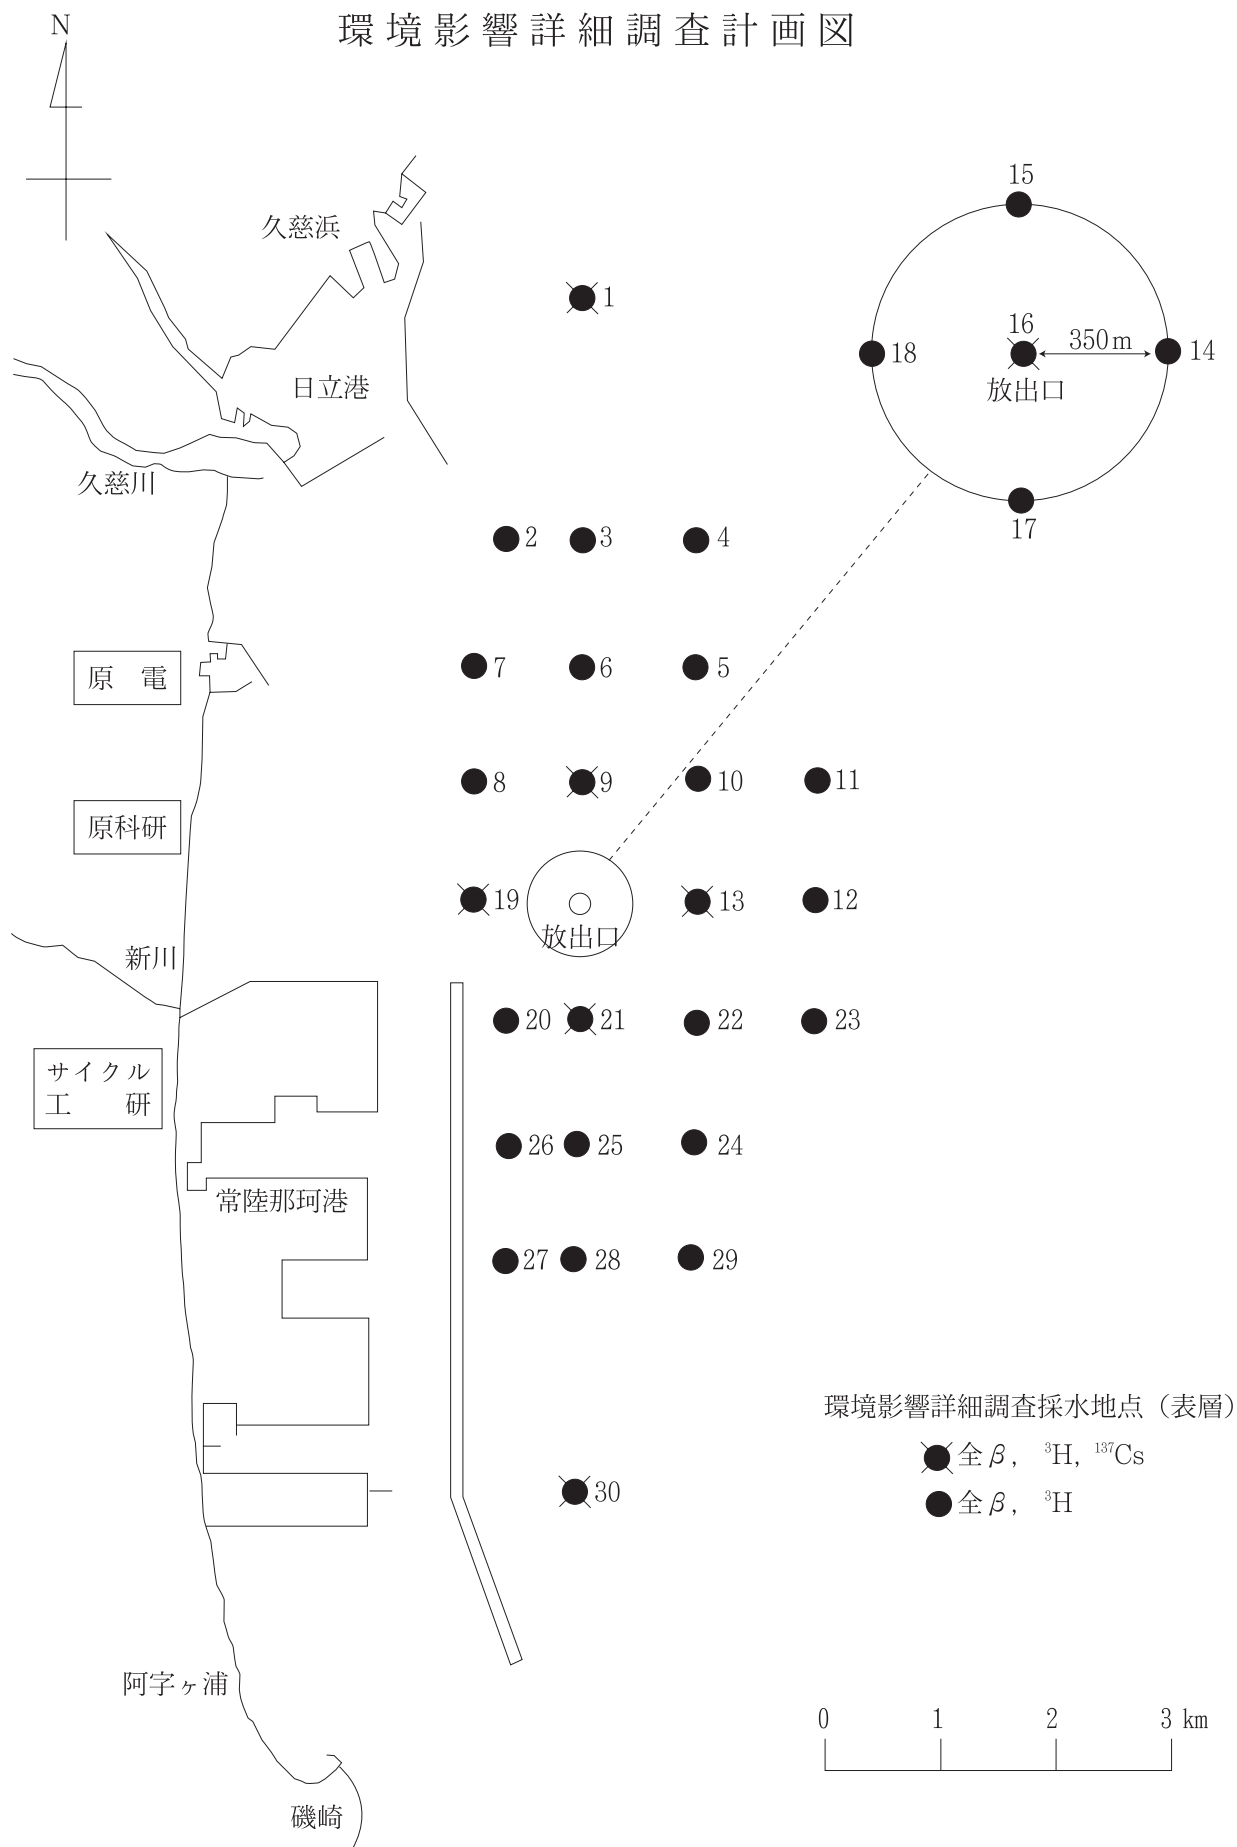 環境影響詳細調査計画図
N
15
久慈浜
1
16
350m
14
18
放出口
日立港
久慈川
17
2
3
4
原 電
7
6
5
8
9
10
11
原科研
19
13
12
放出口
新川
20
21
22
23
サイクル
工 研
26
25
24
常陸那珂港
27
28
29
環境影響詳細調査採水地点（表層）
全β, ³H, ¹³⁷Cs
30
全β, ³H
阿字ヶ浦
0 1 2 3 km
磯崎